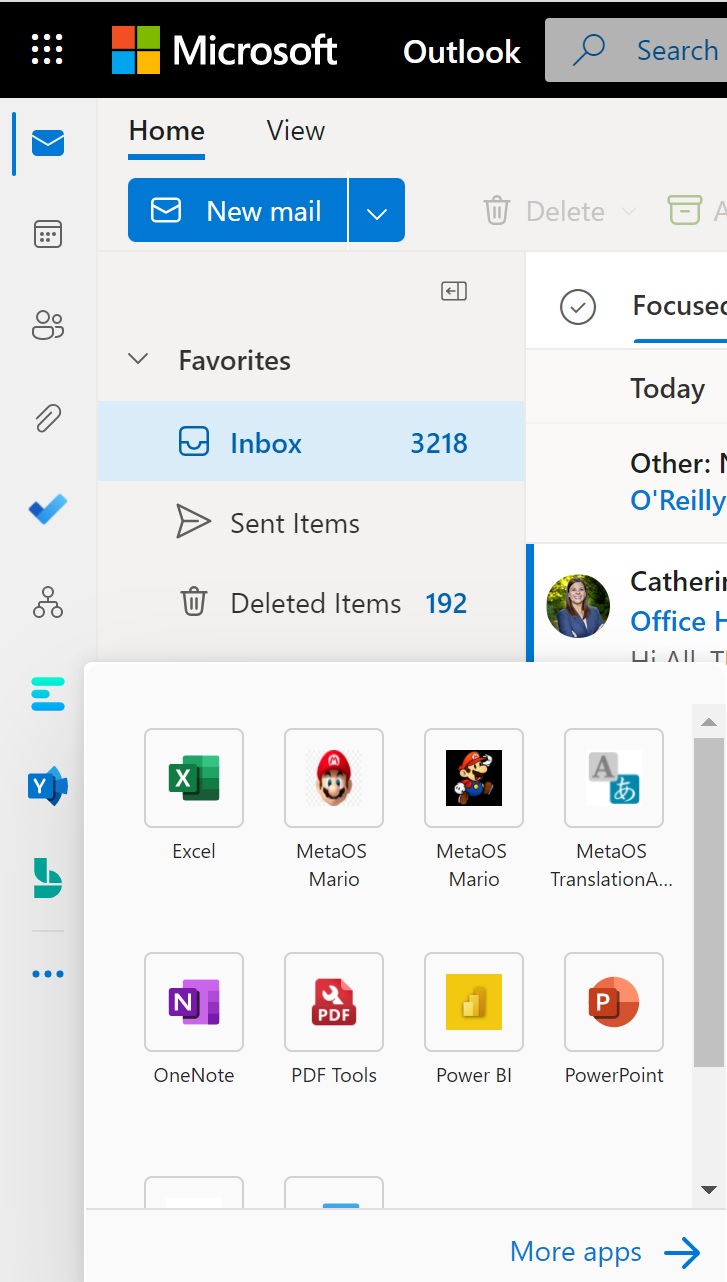 Microsoft Outlook Search
Home View
New mail Delete
Favorites
Inbox 3218
Sent Items
Deleted Items 192
Focused
Today
Other:
O'Reilly
Office
Hi All,
Excel
MetaOS
Mario
MetaOS
Mario
MetaOS
TranslationA...
OneNote
PDF
PDF Tools
Power BI
PowerPoint
More apps